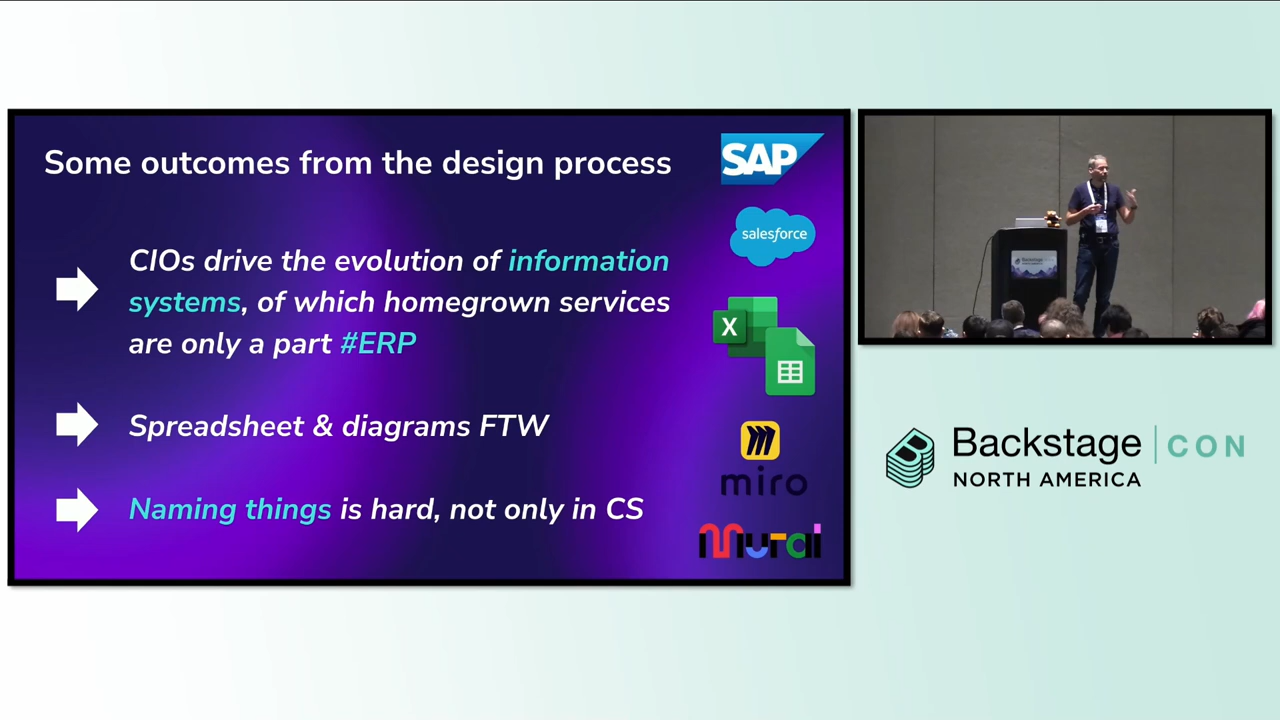 Some outcomes from the design process
CIOs drive the evolution of information
systems, of which homegrown services
are only a part #ERP
Spreadsheet & diagrams FTW
Naming things is hard, not only in CS
SAP
salesforce
X
miro
mural
Backstage CON
NORTH AMERICA